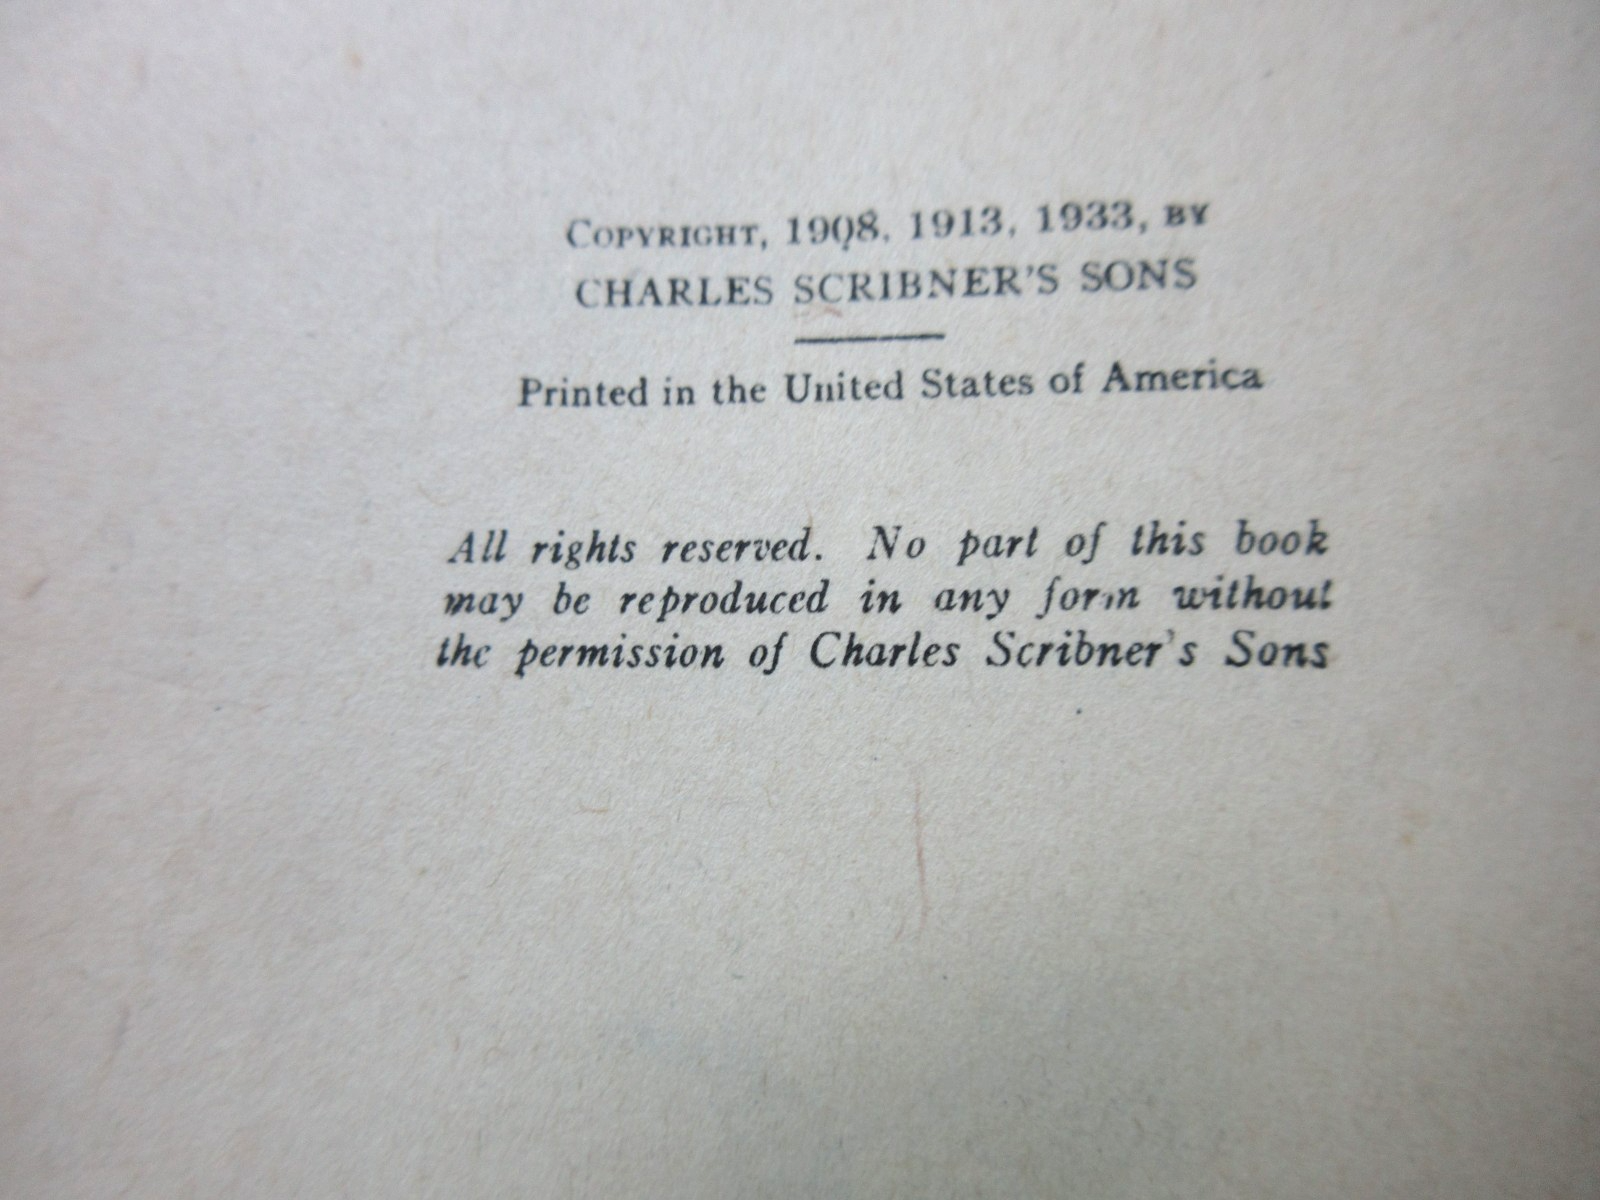 COPYRIGHT, 1908, 1913, 1933, BY
CHARLES SCRIBNER'S SONS
Printed in the United States of America
All rights reserved. No part of this book
may be reproduced in any form without
the permission of Charles Scribner's Sons